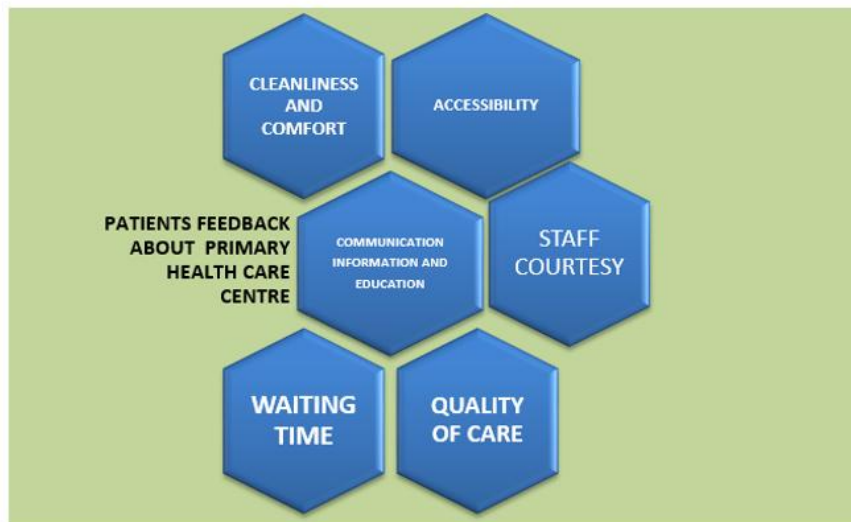 CLEANLINESS
AND
COMFORT
ACCESSIBILITY
PATIENTS FEEDBACK
ABOUT PRIMARY
HEALTH CARE
CENTRE
COMMUNICATION
INFORMATION AND
EDUCATION
STAFF
COURTESY
WAITING
TIME
QUALITY
OF CARE